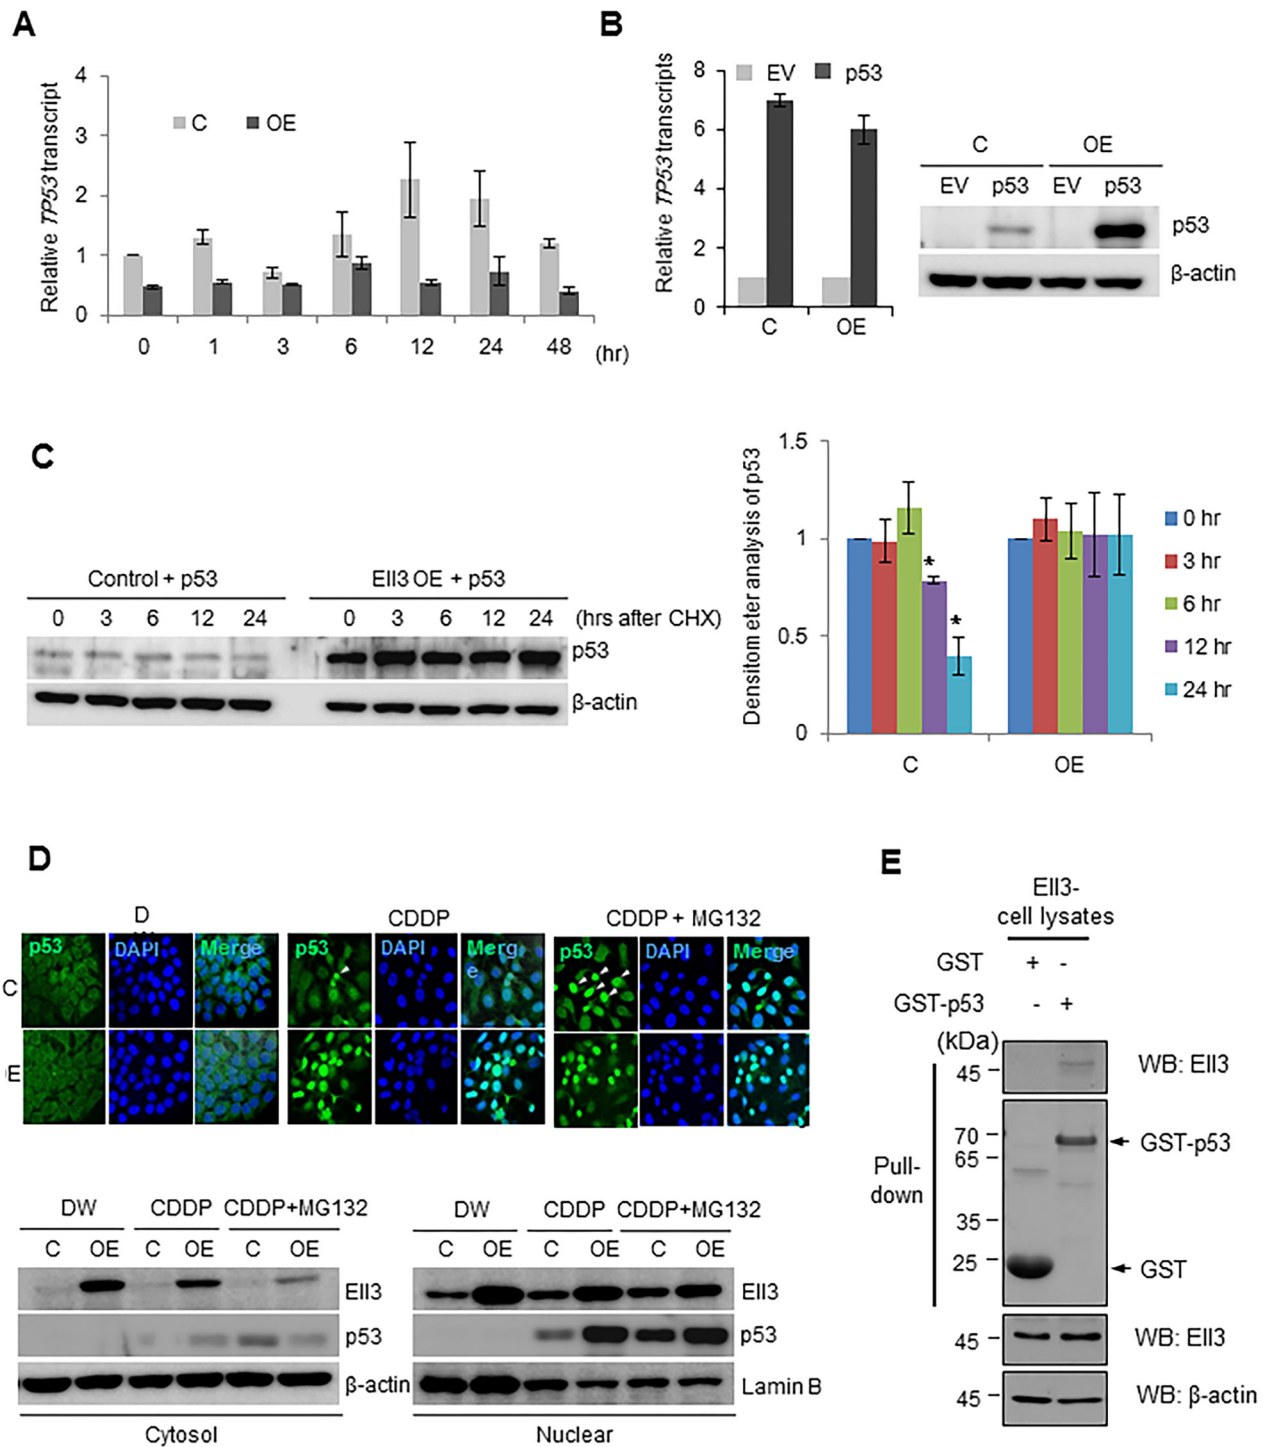 A
Relative TP53 transcript
4
3
2
1
0
C
OE
0 1 3 6 12 24 48 (hr)
B
Relative TP53 transcripts
8
6
4
2
0
EV
p53
C OE
C OE
EV p53 EV p53
p53
β-actin
C
Control + p53
Ell3 OE + p53
0 3 6 12 24 0 3 6 12 24 (hrs after CHX)
p53
β-actin
Densitometer analysis of p53
1.5
1
0.5
0
*
*
C OE
0 hr
3 hr
6 hr
12 hr
24 hr
D
D
CDDP
CDDP + MG132
p53 DAPI Merge p53 DAPI Merg
e
p53 DAPI Merge
C
E
DW CDDP CDDP+MG132
C OE C OE C OE
Ell3
p53
β-actin
Cytosol
DW CDDP CDDP+MG132
C OE C OE C OE
Ell3
p53
Lamin B
Nuclear
E
Ell3-
cell lysates
GST + -
GST-p53 - +
(kDa)
45
WB: Ell3
Pull-
down
70
65
35
25
GST-p53
GST
45
WB: Ell3
45
WB: β-actin